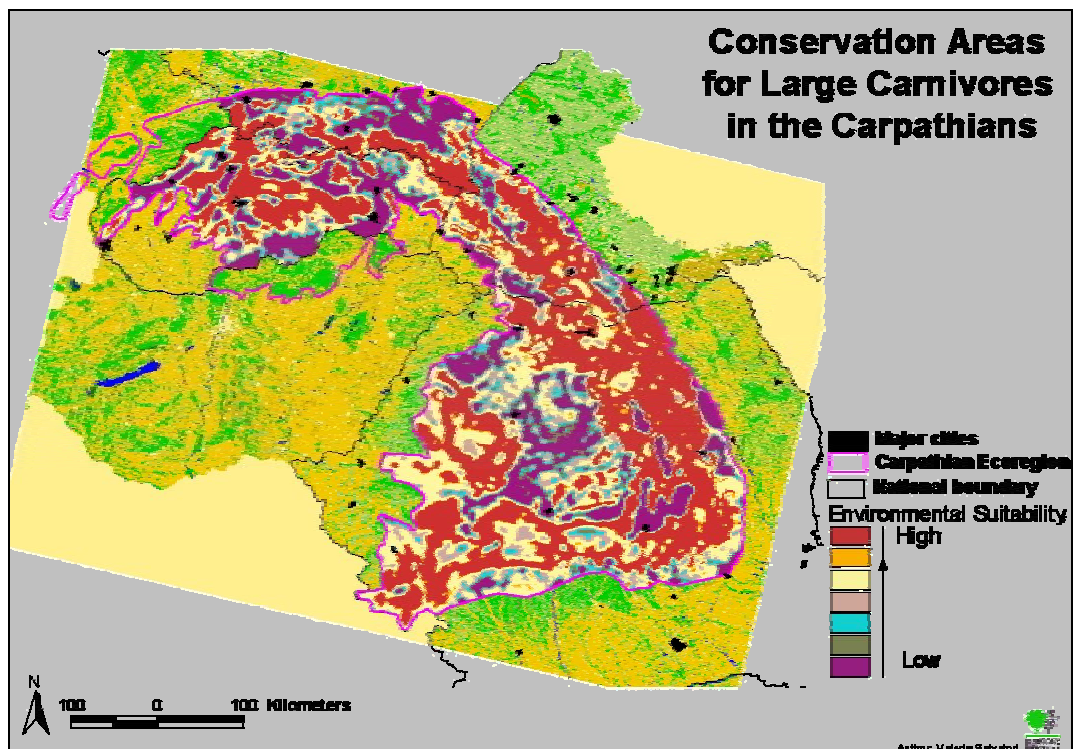 Conservation Areas
for Large Carnivores
in the Carpathians
Major cities
Carpathian Ecoregion
National boundary
Environmental Suitability
High
Low
N
100 0 100 Kilometers